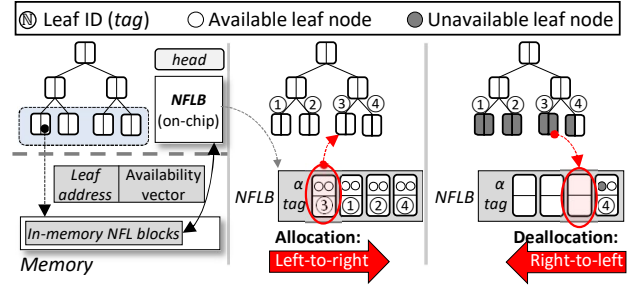 Ⓝ Leaf ID (tag) Available leaf node Unavailable leaf node
head
NFLB
(on-chip)
Leaf address
Availability vector
In-memory NFL blocks
Memory
① ② ③ ④
α
tag
③ ① ② ④
Allocation:
Left-to-right
① ② ③ ④
NFLB
α
tag
④
Deallocation:
Right-to-left